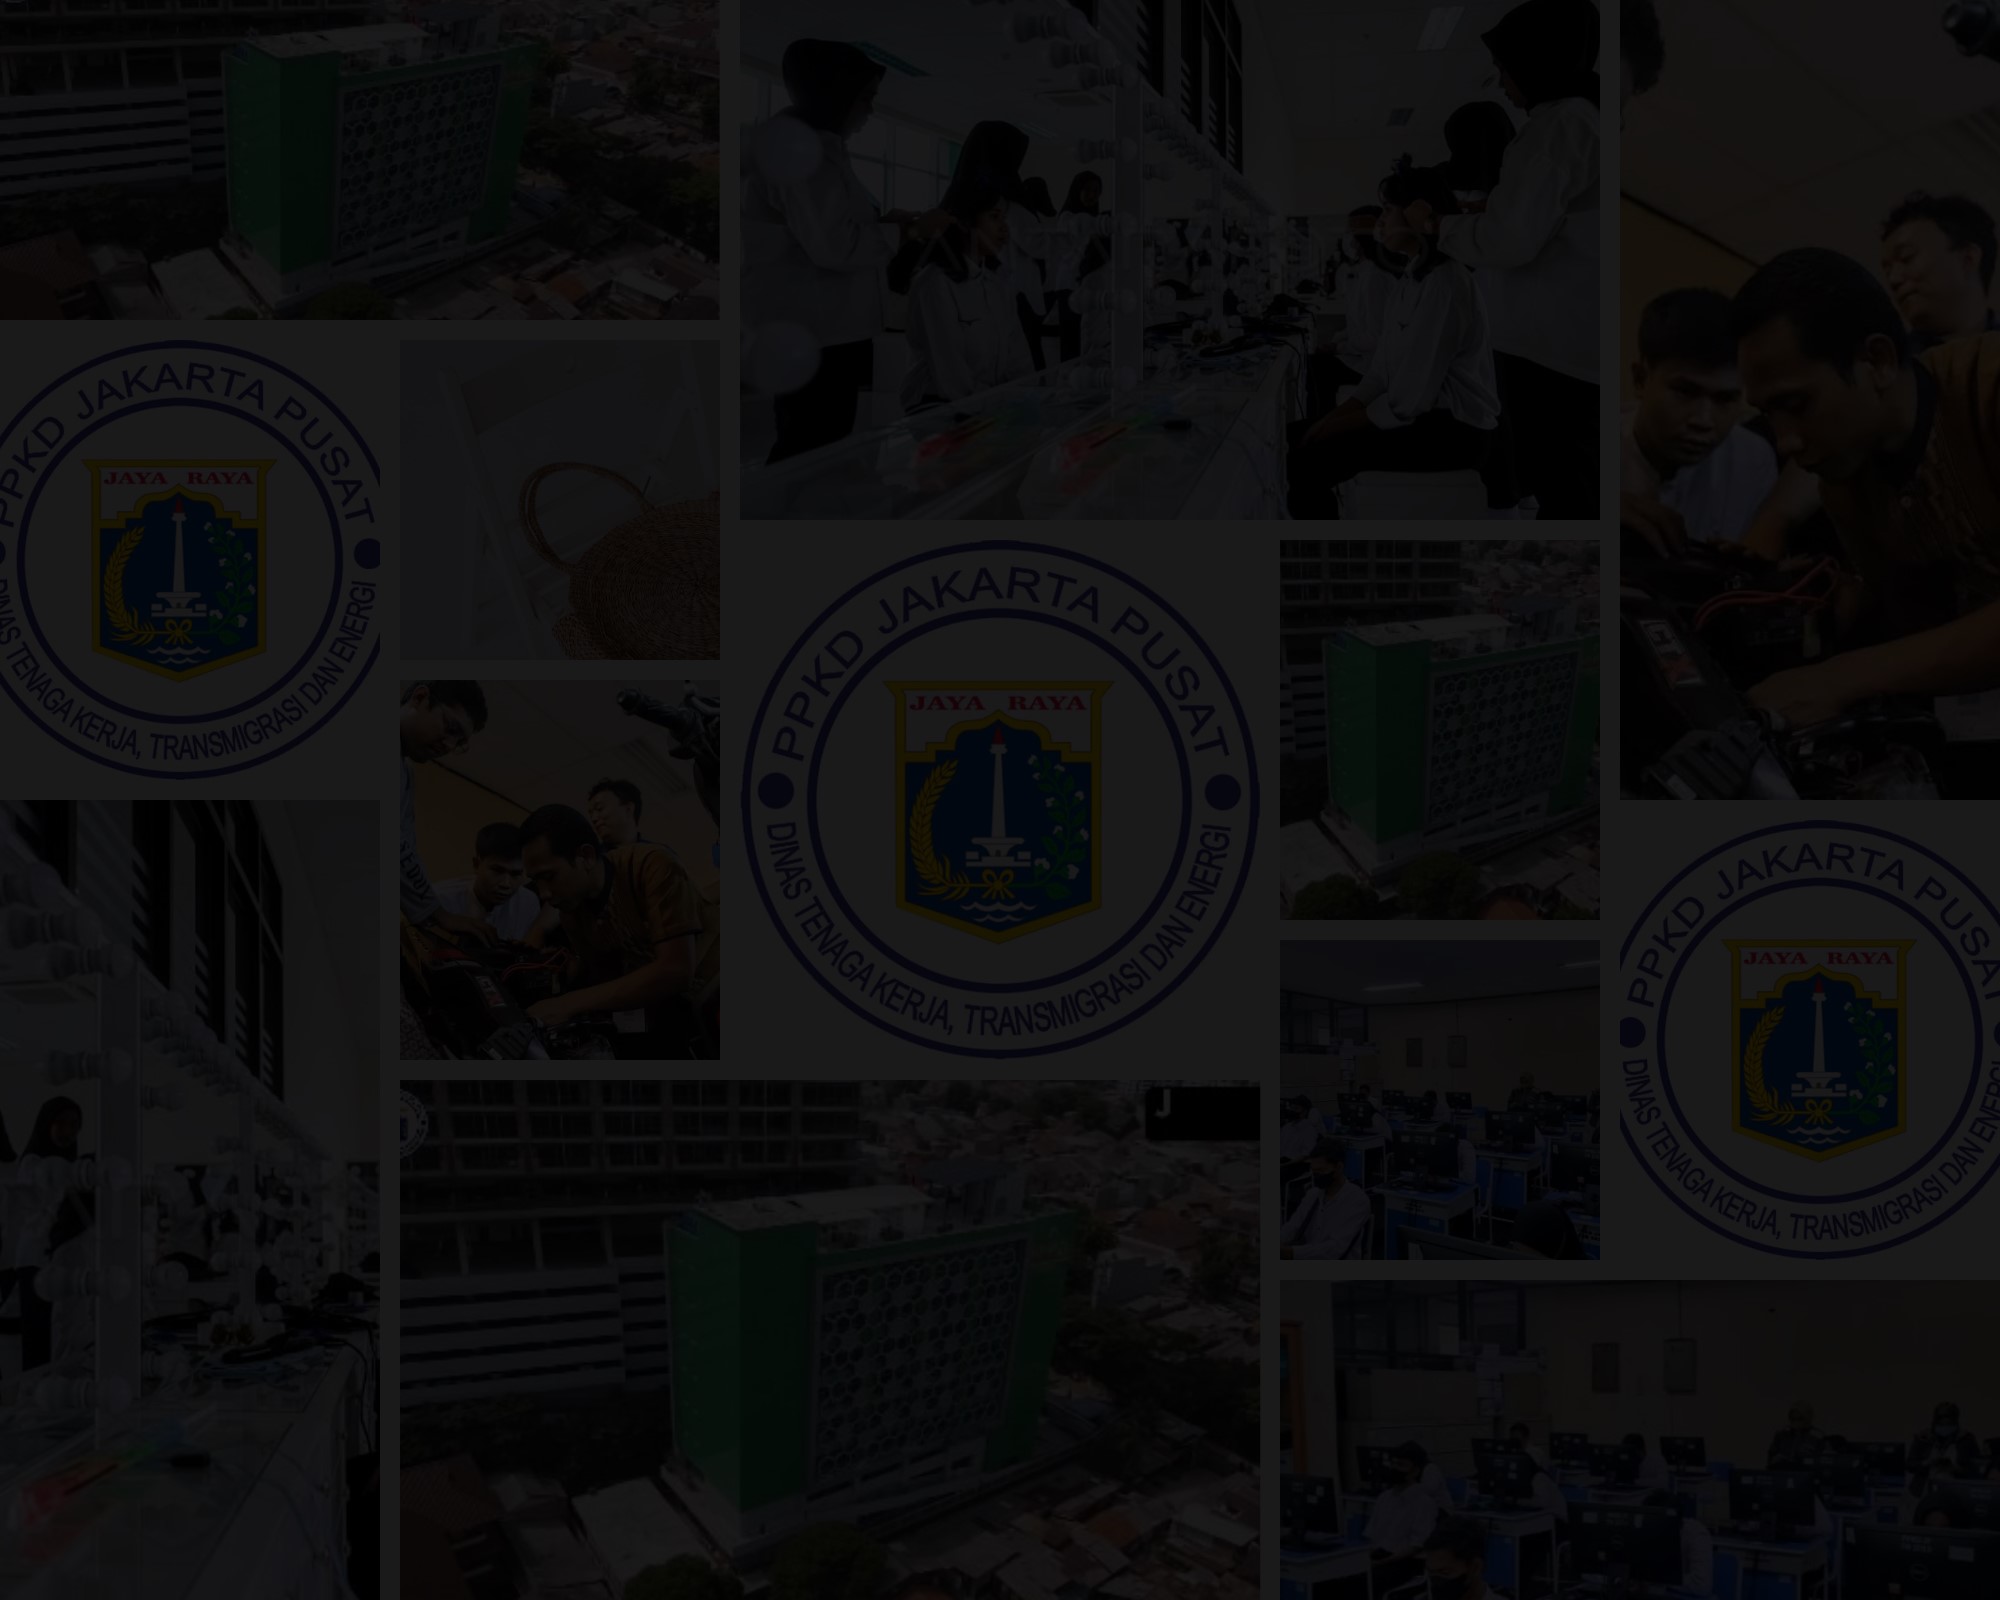 PPKD JAKARTA PUSAT
JAYA RAYA
DINAS TENAGA KERJA, TRANSMIGRASI DAN ENERGI
PPKD JAKARTA PUSAT
JAYA RAYA
DINAS TENAGA KERJA, TRANSMIGRASI DAN ENERGI
PPKD JAKARTA PUSAT
JAYA RAYA
DINAS TENAGA KERJA, TRANSMIGRASI DAN ENERGI
J